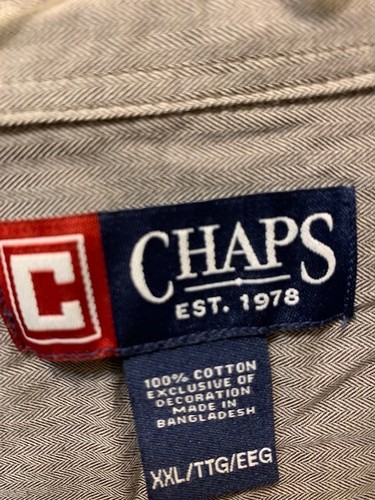 C
CHAPS
EST. 1978
100% COTTON
EXCLUSIVE OF
DECORATION
MADE IN
BANGLADESH
XXL/TTG/EEG